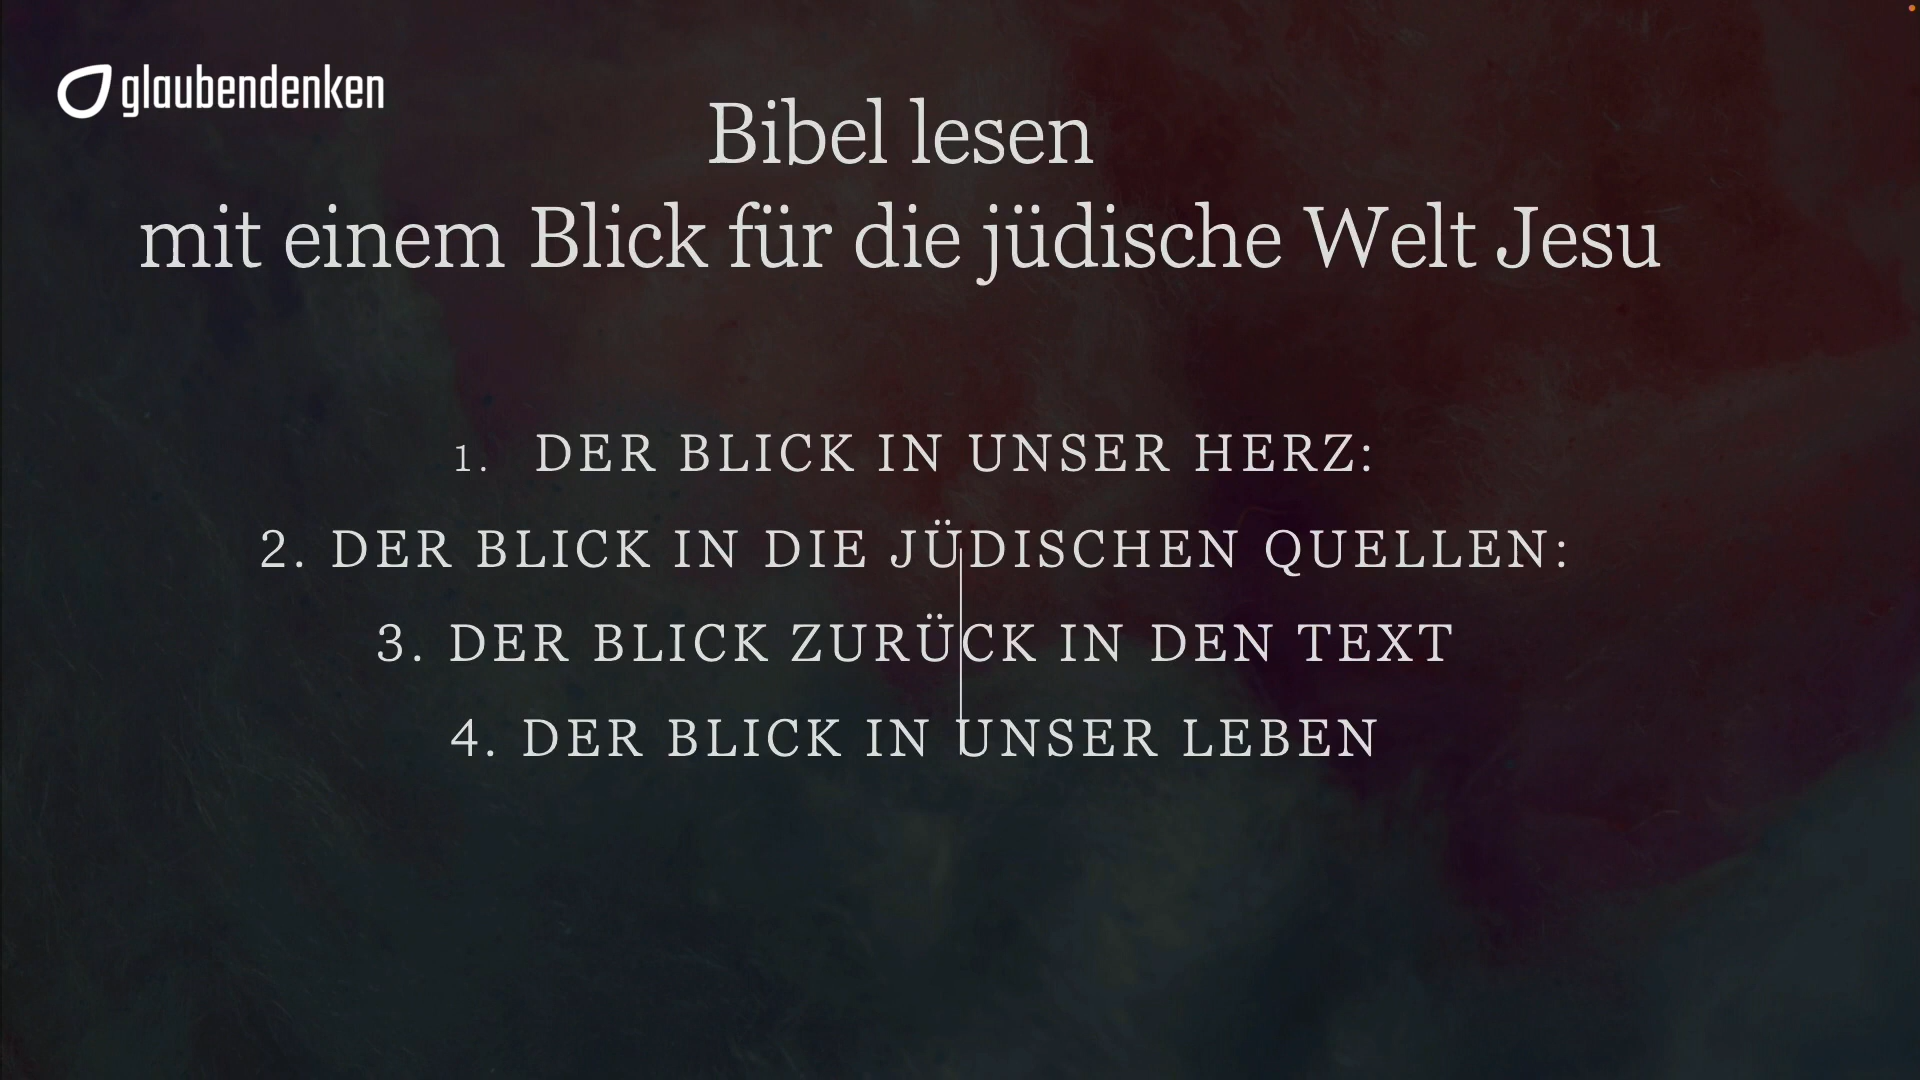 glaubendenken
Bibel lesen
mit einem Blick für die jüdische Welt Jesu
1. DER BLICK IN UNSER HERZ:
2. DER BLICK IN DIE JÜDISCHEN QUELLEN:
3. DER BLICK ZURÜCK IN DEN TEXT
4. DER BLICK IN UNSER LEBEN